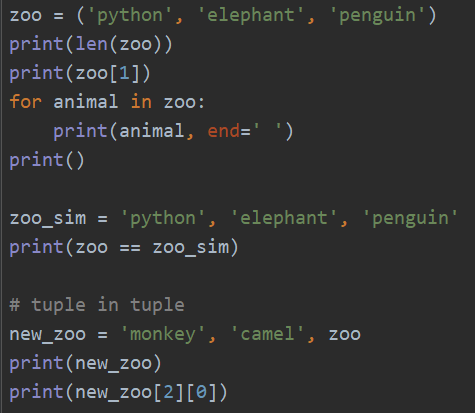 zoo = ('python', 'elephant', 'penguin')
print(len(zoo))
print(zoo[1])
for animal in zoo:
    print(animal, end=' ')
print()

zoo_sim = 'python', 'elephant', 'penguin'
print(zoo == zoo_sim)

# tuple in tuple
new_zoo = 'monkey', 'camel', zoo
print(new_zoo)
print(new_zoo[2][0])